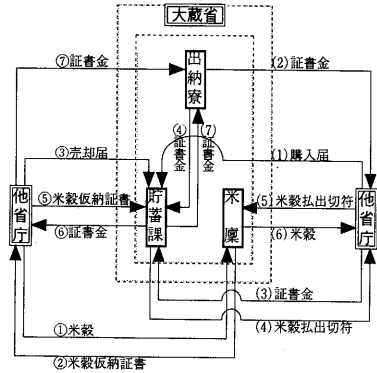 大蔵省
⑦証書金
出納寮
(2)証書金
④証書金
⑦証書金
③売却届
(1)購入届
他省庁
⑤米穀仮納証書
貯蓄課
米廩
(5)米穀払出切符
他省庁
⑥証書金
(6)米穀
(3)証書金
①米穀
(4)米穀払出切符
②米穀仮納証書